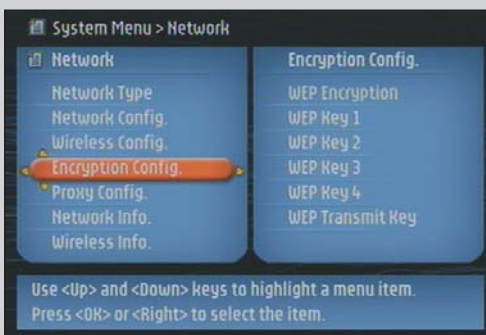 System Menu > Network
Network
Network Type
Network Config.
Wireless Config.
Encryption Config.
Proxy Config.
Network Info.
Wireless Info.
Encryption Config.
WEP Encryption
WEP Key 1
WEP Key 2
WEP Key 3
WEP Key 4
WEP Transmit Key
Use <Up> and <Down> keys to highlight a menu item.
Press <OK> or <Right> to select the item.